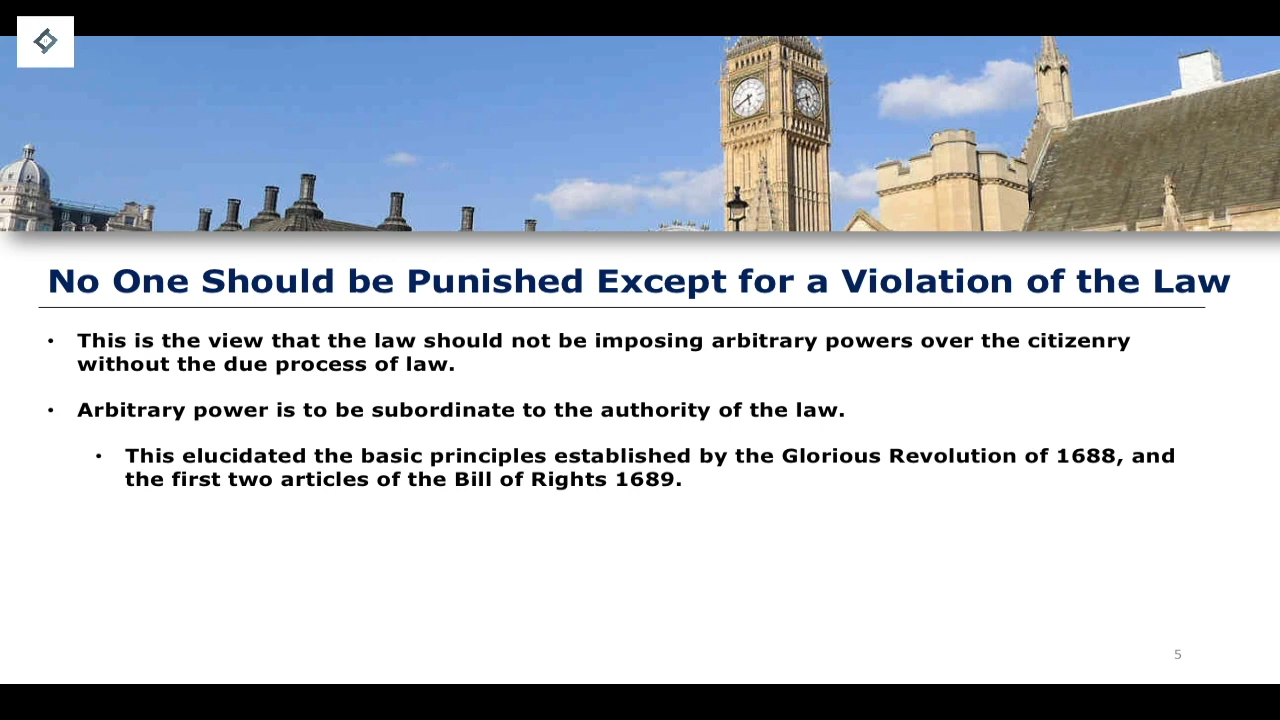 No One Should be Punished Except for a Violation of the Law
• This is the view that the law should not be imposing arbitrary powers over the citizenry
without the due process of law.
• Arbitrary power is to be subordinate to the authority of the law.
• This elucidated the basic principles established by the Glorious Revolution of 1688, and
the first two articles of the Bill of Rights 1689.
5